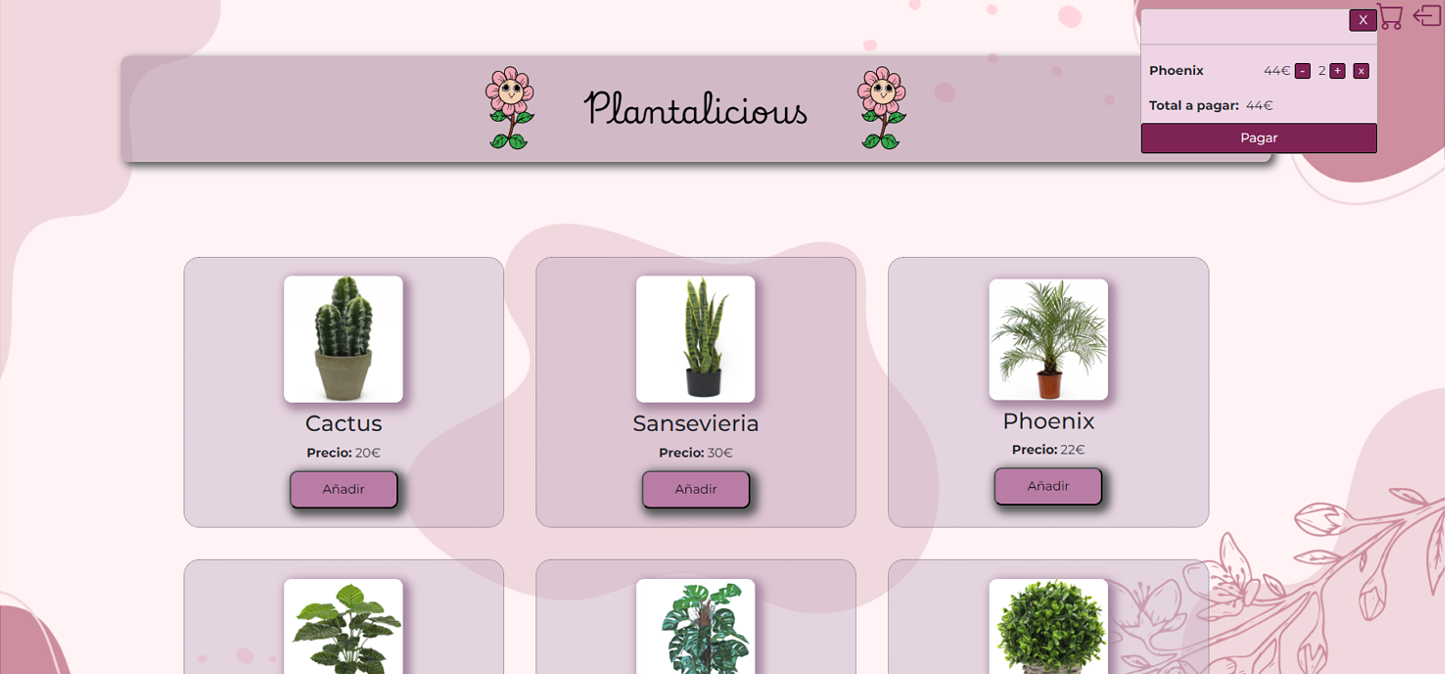 X
Phoenix 44€ - 2 + x
Total a pagar: 44€
Pagar
Plantalicious
Cactus
Precio: 20€
Añadir
Sansevieria
Precio: 30€
Añadir
Phoenix
Precio: 22€
Añadir